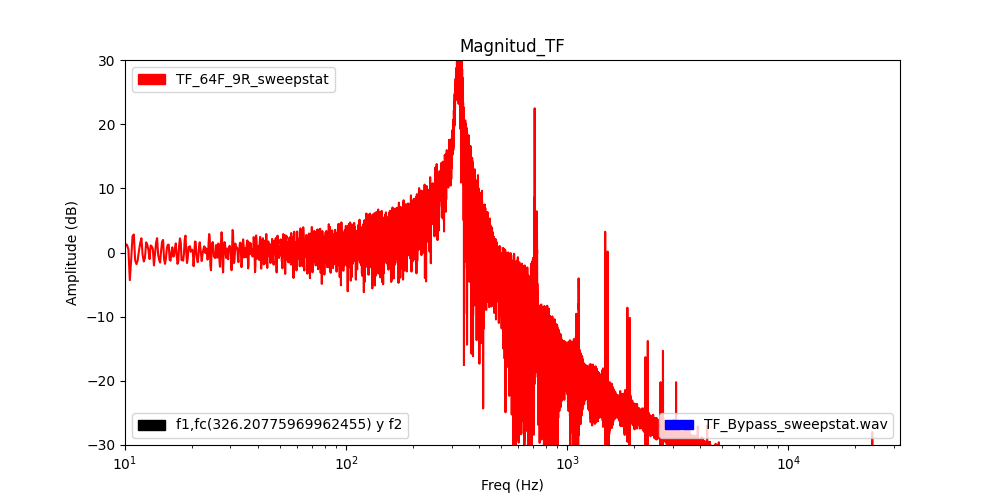 Magnitud_TF
TF_64F_9R_sweepstat
Amplitude (dB)
30
20
10
0
−10
−20
−30
f1,fc(326.20775969962455) y f2
TF_Bypass_sweepstat.wav
10¹
10²
10³
10⁴
Freq (Hz)